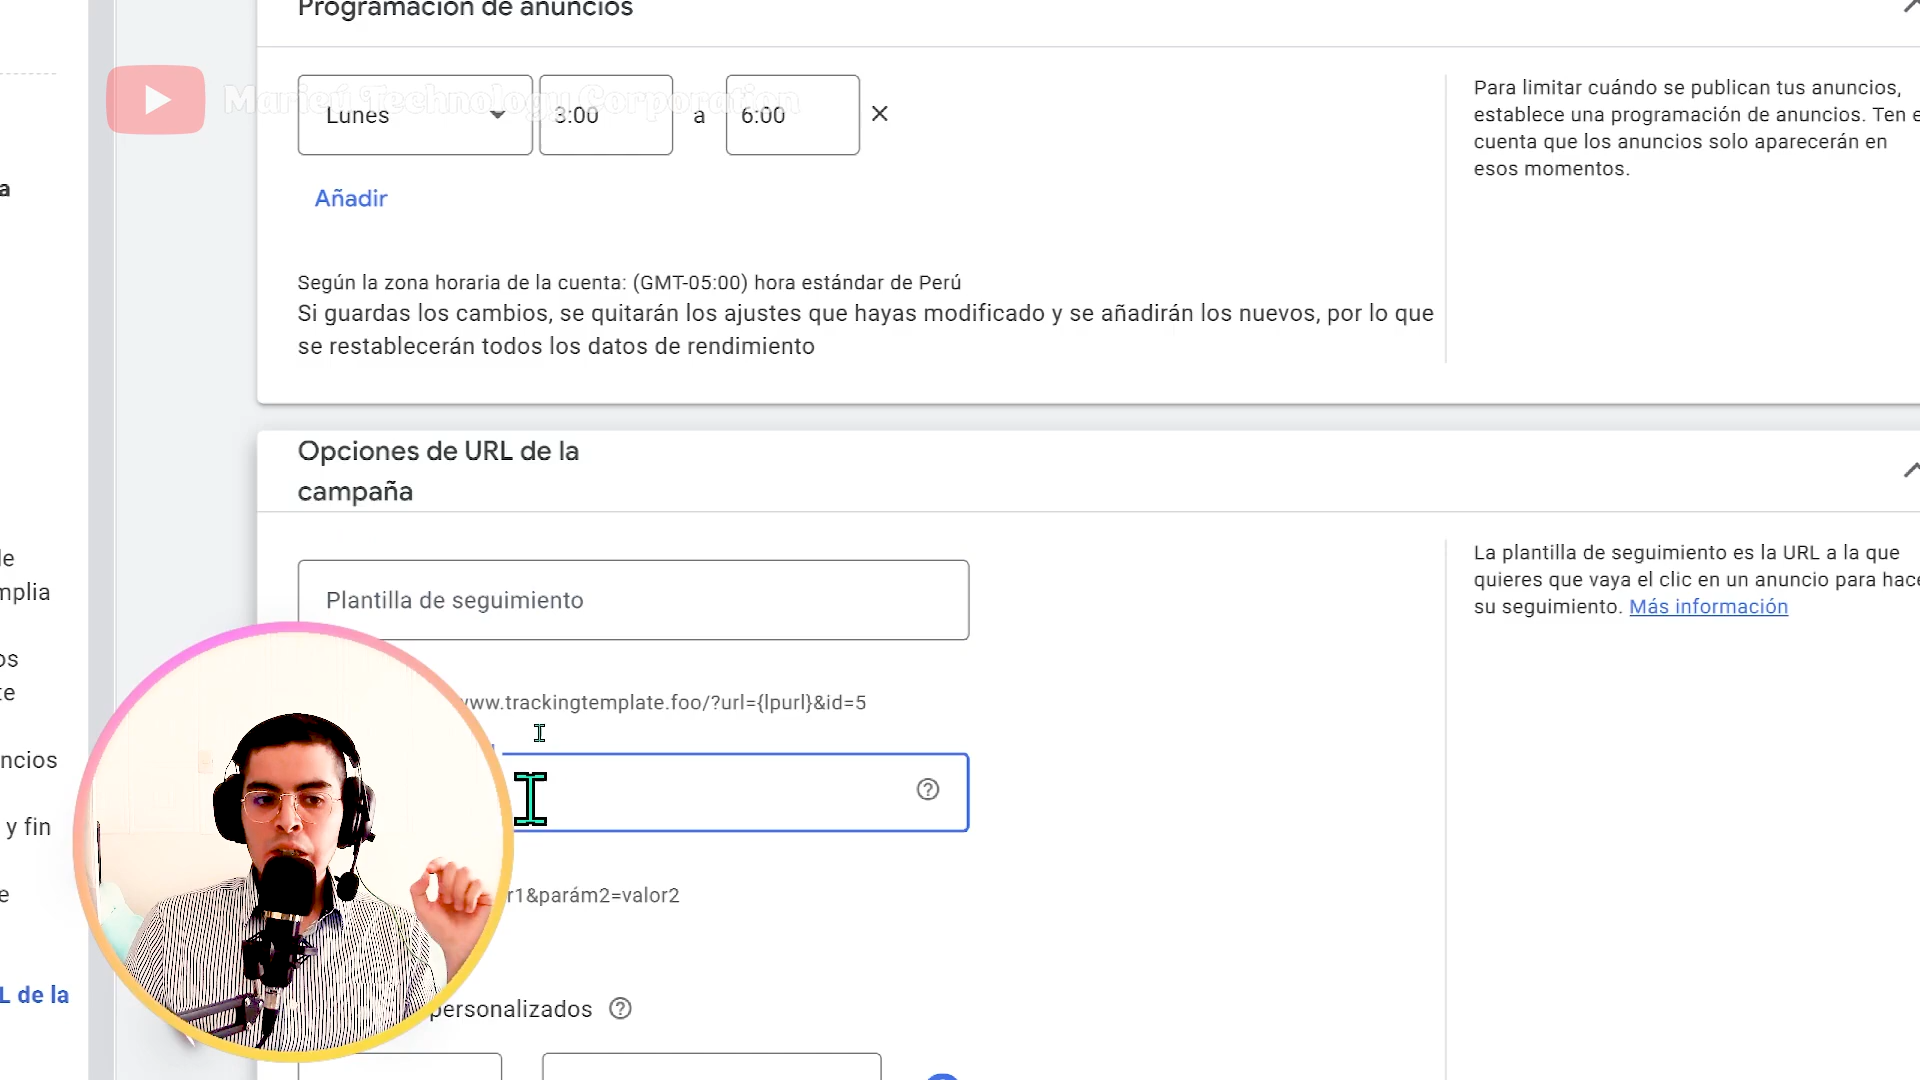 Programación de anuncios
Marierú Technology Corporation
Lunes
3:00
a
6:00
Para limitar cuándo se publican tus anuncios,
establece una programación de anuncios. Ten e
cuenta que los anuncios solo aparecerán en
esos momentos.
a
Añadir
Según la zona horaria de la cuenta: (GMT-05:00) hora estándar de Perú
Si guardas los cambios, se quitarán los ajustes que hayas modificado y se añadirán los nuevos, por lo que
se restablecerán todos los datos de rendimiento
Opciones de URL de la
campaña
La plantilla de seguimiento es la URL a la que
quieres que vaya el clic en un anuncio para hace
su seguimiento. Más información
Plantilla de seguimiento
www.trackingtemplate.foo/?url={lpurl}&id=5
r1&parám2=valor2
personalizados
de
mplia
os
te
ncios
y fin
e
L de la